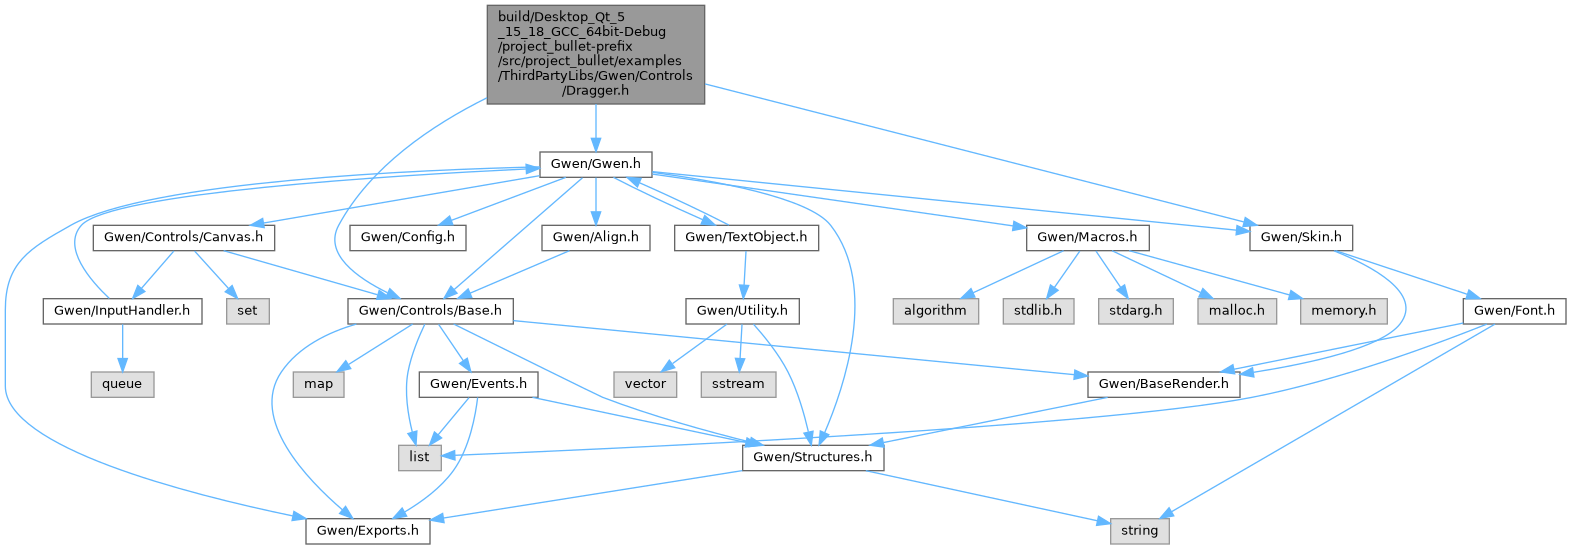 build/Desktop_Qt_5
_15_18_GCC_64bit-Debug
/project_bullet-prefix
/src/project_bullet/examples
/ThirdPartyLibs/Gwen/Controls
/Dragger.h
Gwen/Gwen.h
Gwen/Controls/Canvas.h
Gwen/Config.h
Gwen/Align.h
Gwen/TextObject.h
Gwen/Macros.h
Gwen/Skin.h
Gwen/InputHandler.h
set
Gwen/Controls/Base.h
Gwen/Utility.h
algorithm
stdlib.h
stdarg.h
malloc.h
memory.h
Gwen/Font.h
queue
map
Gwen/Events.h
vector
sstream
Gwen/BaseRender.h
list
Gwen/Structures.h
Gwen/Exports.h
string